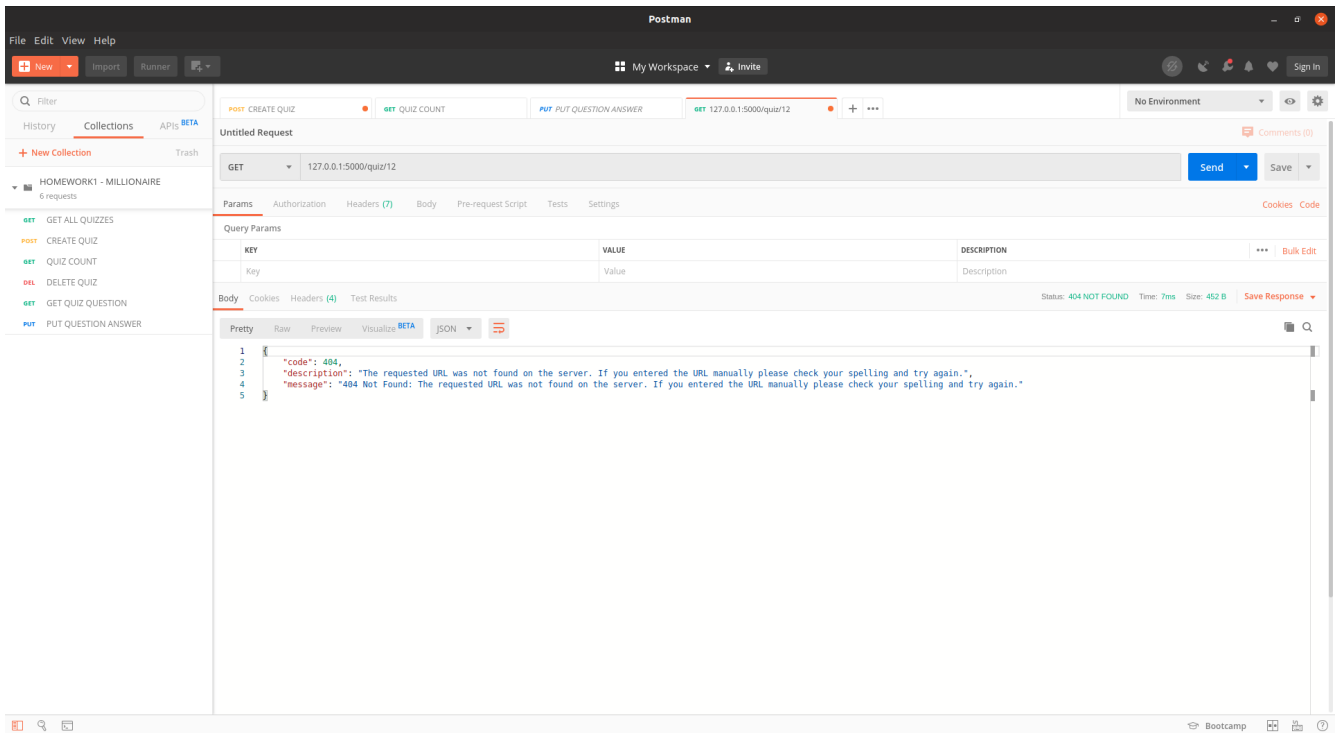 Postman
File Edit View Help
New Import Runner My Workspace Invite Sign In
Filter
History Collections APIs BETA
+ New Collection Trash
HOMEWORK1 - MILLIONAIRE
6 requests
GET GET ALL QUIZZES
POST CREATE QUIZ
GET QUIZ COUNT
DEL DELETE QUIZ
GET GET QUIZ QUESTION
PUT PUT QUESTION ANSWER
POST CREATE QUIZ GET QUIZ COUNT PUT PUT QUESTION ANSWER GET 127.0.0.1:5000/quiz/12 + ••• No Environment
Untitled Request Comments (0)
GET 127.0.0.1:5000/quiz/12 Send Save
Params Authorization Headers (7) Body Pre-request Script Tests Settings Cookies Code
Query Params
KEY VALUE DESCRIPTION ••• Bulk Edit
Key Value Description
Body Cookies Headers (4) Test Results Status: 404 NOT FOUND Time: 7ms Size: 452 B Save Response
Pretty Raw Preview Visualize BETA JSON
1 {
2 "code": 404,
3 "description": "The requested URL was not found on the server. If you entered the URL manually please check your spelling and try again.",
4 "message": "404 Not Found: The requested URL was not found on the server. If you entered the URL manually please check your spelling and try again."
5 }
Bootcamp